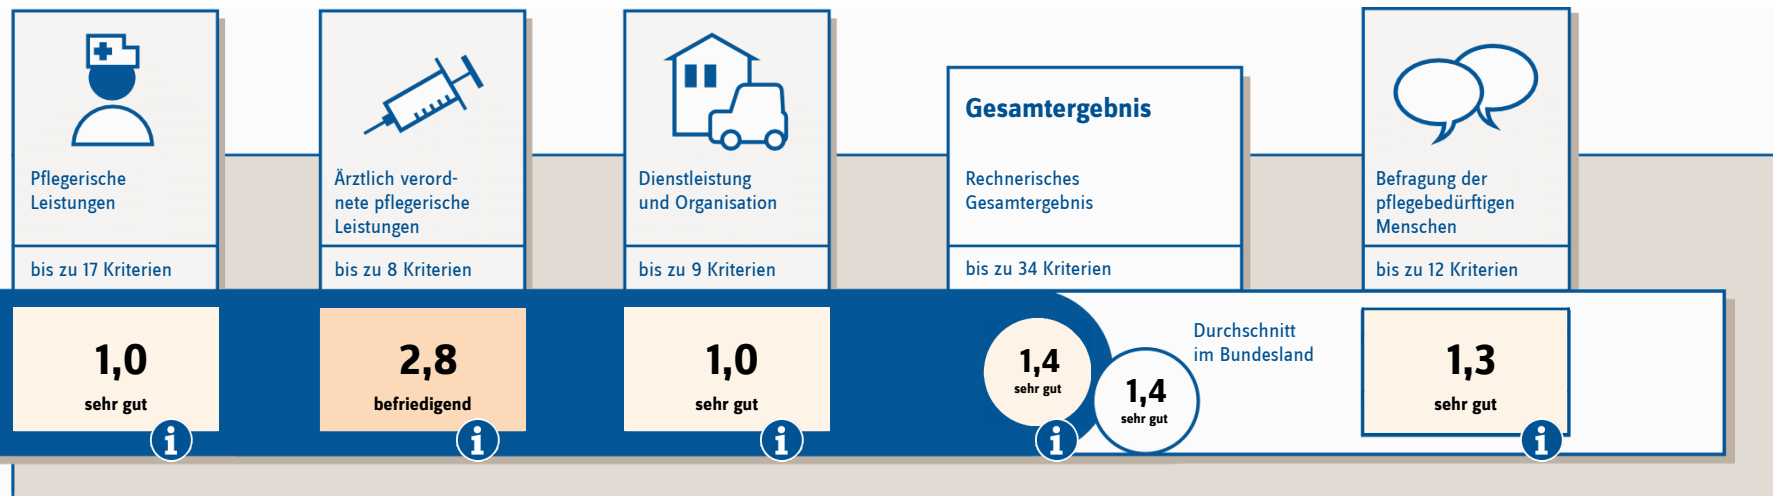 Pflegerische
Leistungen
bis zu 17 Kriterien
1,0
sehr gut
Ärztlich verord-
nete pflegerische
Leistungen
bis zu 8 Kriterien
2,8
befriedigend
Dienstleistung
und Organisation
bis zu 9 Kriterien
1,0
sehr gut
Gesamtergebnis
Rechnerisches
Gesamtergebnis
bis zu 34 Kriterien
1,4
sehr gut
Durchschnitt
im Bundesland
1,4
sehr gut
Befragung der
pflegebedürftigen
Menschen
bis zu 12 Kriterien
1,3
sehr gut